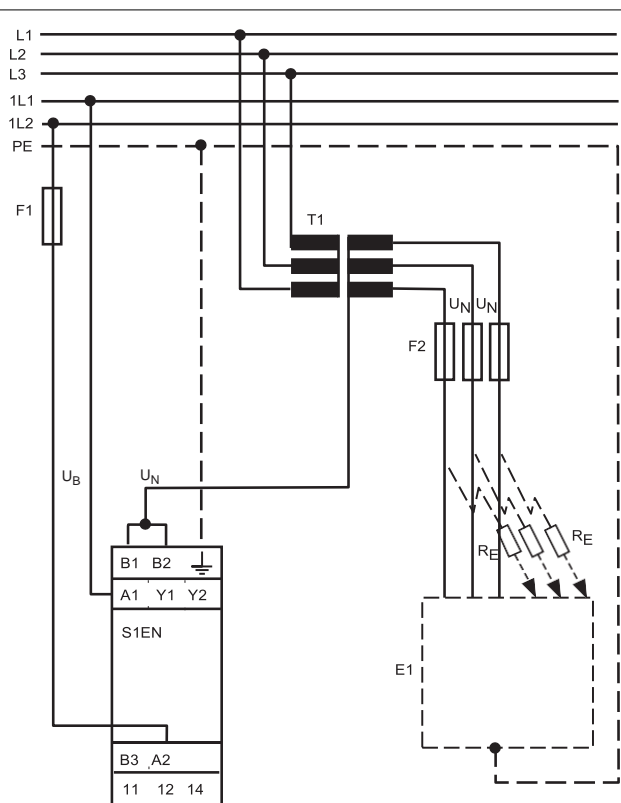 L1
L2
L3
1L1
1L2
PE
F1
T1
UN UN
F2
UB UN
RE RE
B1 B2
A1 Y1 Y2
S1EN
E1
B3 A2
11 12 14